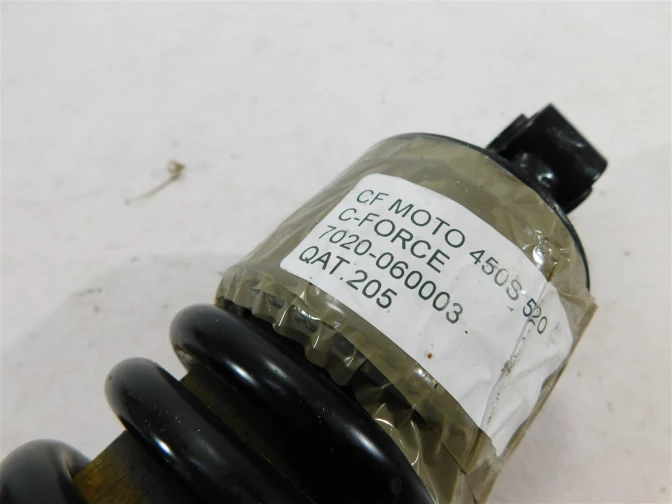 CF MOTO 450S 520
C-FORCE
7020-060003
QAT.205